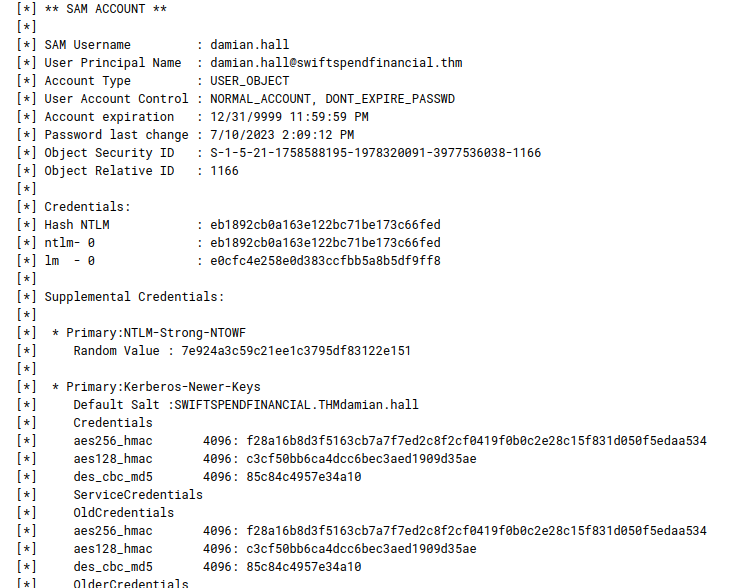 [*] ** SAM ACCOUNT **
[*]
[*] SAM Username         : damian.hall
[*] User Principal Name  : damian.hall@swiftspendfinancial.thm
[*] Account Type         : USER_OBJECT
[*] User Account Control : NORMAL_ACCOUNT, DONT_EXPIRE_PASSWD
[*] Account expiration   : 12/31/9999 11:59:59 PM
[*] Password last change : 7/10/2023 2:09:12 PM
[*] Object Security ID   : S-1-5-21-1758588195-1978320091-3977536038-1166
[*] Object Relative ID   : 1166
[*]
[*] Credentials:
[*] Hash NTLM            : eb1892cb0a163e122bc71be173c66fed
[*] ntlm- 0              : eb1892cb0a163e122bc71be173c66fed
[*] lm  - 0              : e0cfc4e258e0d383ccfbb5a8b5df9ff8
[*]
[*] Supplemental Credentials:
[*]
[*]  * Primary:NTLM-Strong-NTOWF
[*]     Random Value : 7e924a3c59c21ee1c3795df83122e151
[*]
[*]  * Primary:Kerberos-Newer-Keys
[*]     Default Salt :SWIFTSPENDFINANCIAL.THMdamian.hall
[*]     Credentials
[*]     aes256_hmac       4096: f28a16b8d3f5163cb7a7f7ed2c8f2cf0419f0b0c2e28c15f831d050f5edaa534
[*]     aes128_hmac       4096: c3cf50bb6ca4dcc6bec3aed1909d35ae
[*]     des_cbc_md5       4096: 85c84c4957e34a10
[*]     ServiceCredentials
[*]     OldCredentials
[*]     aes256_hmac       4096: f28a16b8d3f5163cb7a7f7ed2c8f2cf0419f0b0c2e28c15f831d050f5edaa534
[*]     aes128_hmac       4096: c3cf50bb6ca4dcc6bec3aed1909d35ae
[*]     des_cbc_md5       4096: 85c84c4957e34a10
[*]     OlderCredentials